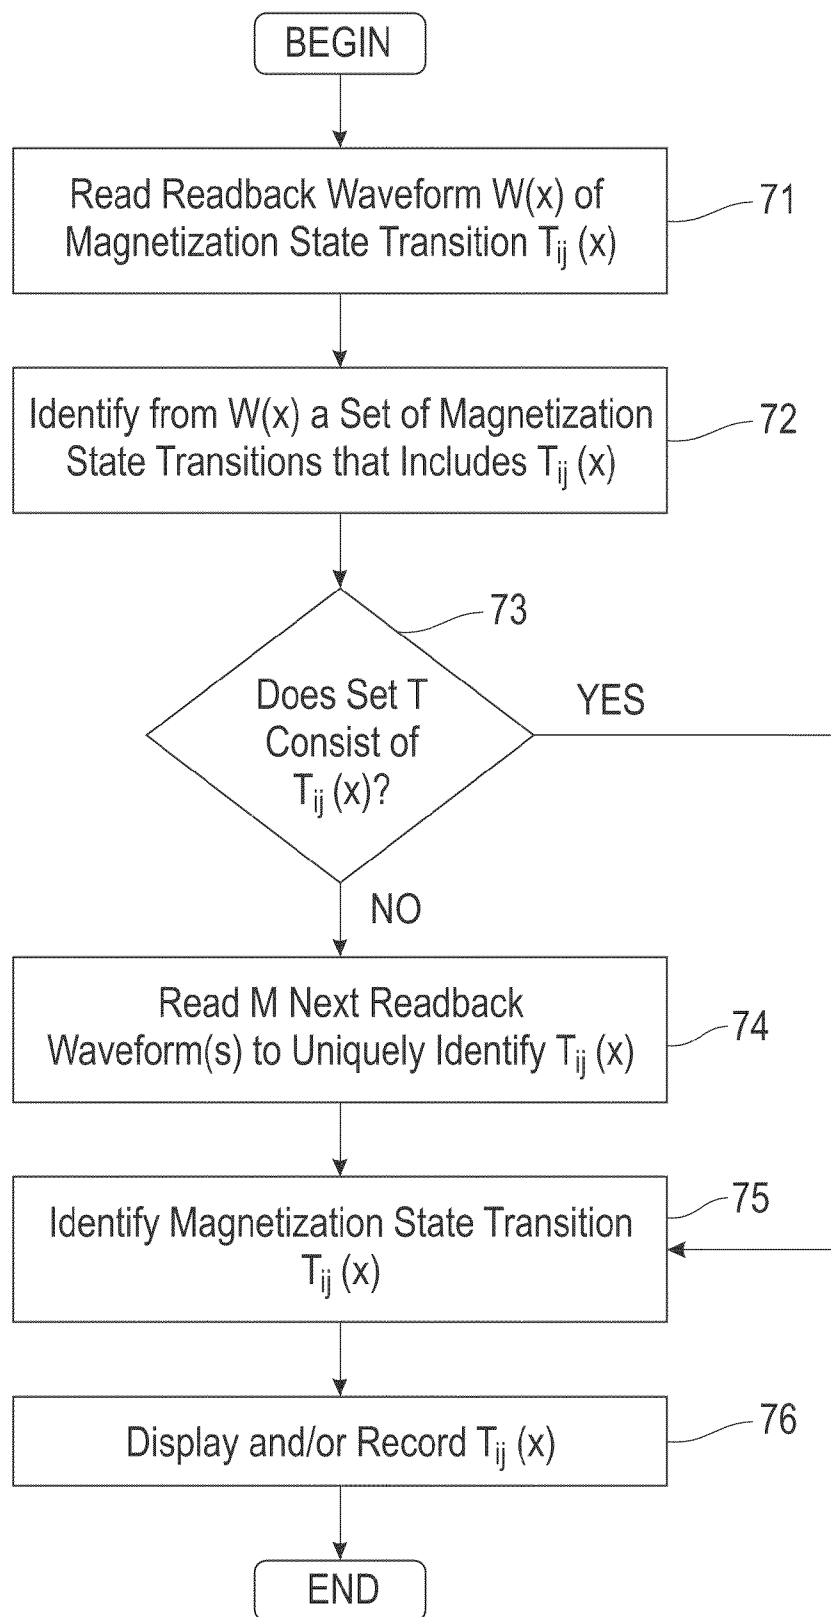 BEGIN
Read Readback Waveform W(x) of
Magnetization State Transition Tij (x)
71
Identify from W(x) a Set of Magnetization
State Transitions that Includes Tij (x)
72
73
Does Set T
Consist of
Tij (x)?
YES
NO
Read M Next Readback
Waveform(s) to Uniquely Identify Tij (x)
74
Identify Magnetization State Transition
Tij (x)
75
Display and/or Record Tij (x)
76
END